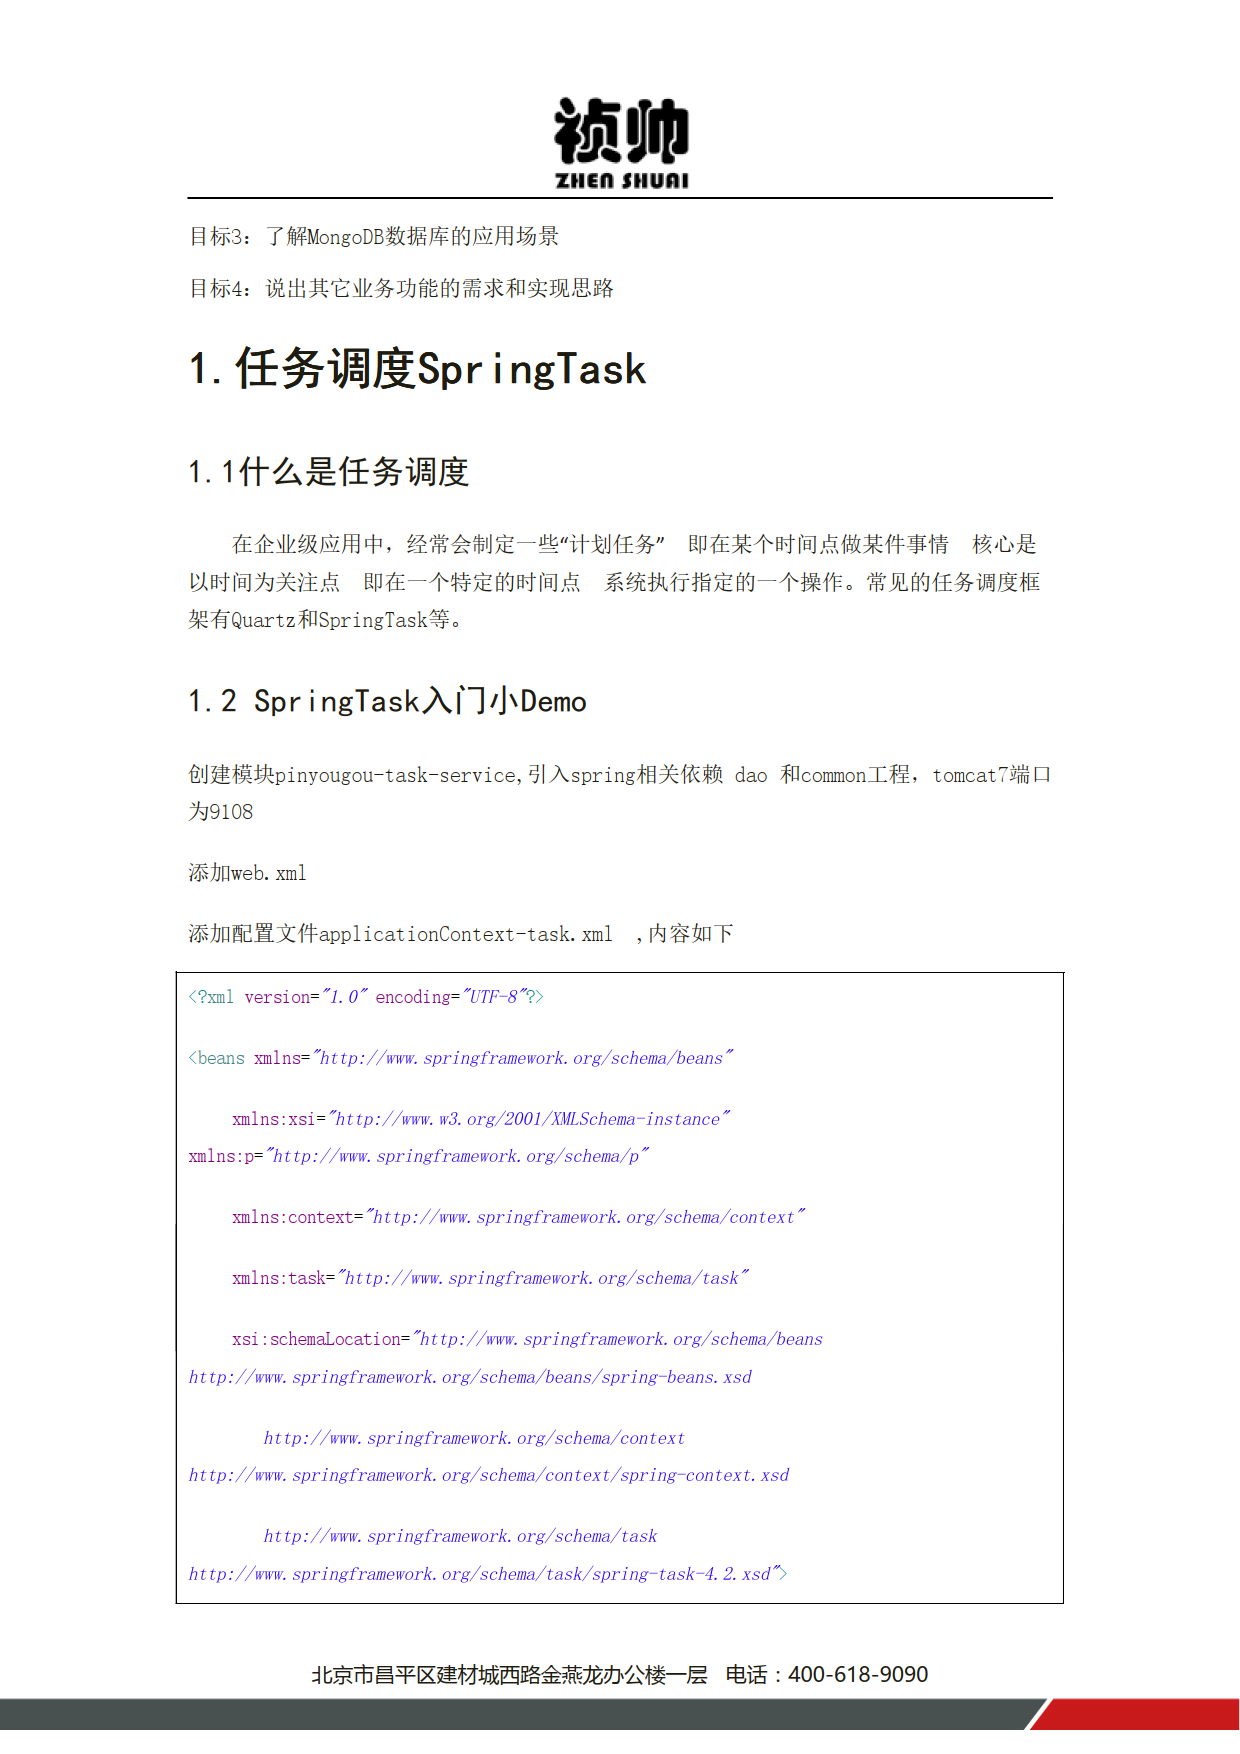 祯帅
ZHEN SHUAI
目标3：了解MongoDB数据库的应用场景
目标4：说出其它业务功能的需求和实现思路
1.任务调度SpringTask
1.1什么是任务调度
在企业级应用中，经常会制定一些“计划任务” 即在某个时间点做某件事情 核心是
以时间为关注点 即在一个特定的时间点 系统执行指定的一个操作。常见的任务调度框
架有Quartz和SpringTask等。
1.2 SpringTask入门小Demo
创建模块pinyougou-task-service,引入spring相关依赖 dao 和common工程，tomcat7端口
为9108
添加web.xml
添加配置文件applicationContext-task.xml ,内容如下
<?xml version="1.0" encoding="UTF-8"?>
<beans xmlns="http://www.springframework.org/schema/beans"
xmlns:xsi="http://www.w3.org/2001/XMLSchema-instance"
xmlns:p="http://www.springframework.org/schema/p"
xmlns:context="http://www.springframework.org/schema/context"
xmlns:task="http://www.springframework.org/schema/task"
xsi:schemaLocation="http://www.springframework.org/schema/beans
http://www.springframework.org/schema/beans/spring-beans.xsd
http://www.springframework.org/schema/context
http://www.springframework.org/schema/context/spring-context.xsd
http://www.springframework.org/schema/task
http://www.springframework.org/schema/task/spring-task-4.2.xsd">
北京市昌平区建材城西路金燕龙办公楼一层 电话：400-618-9090